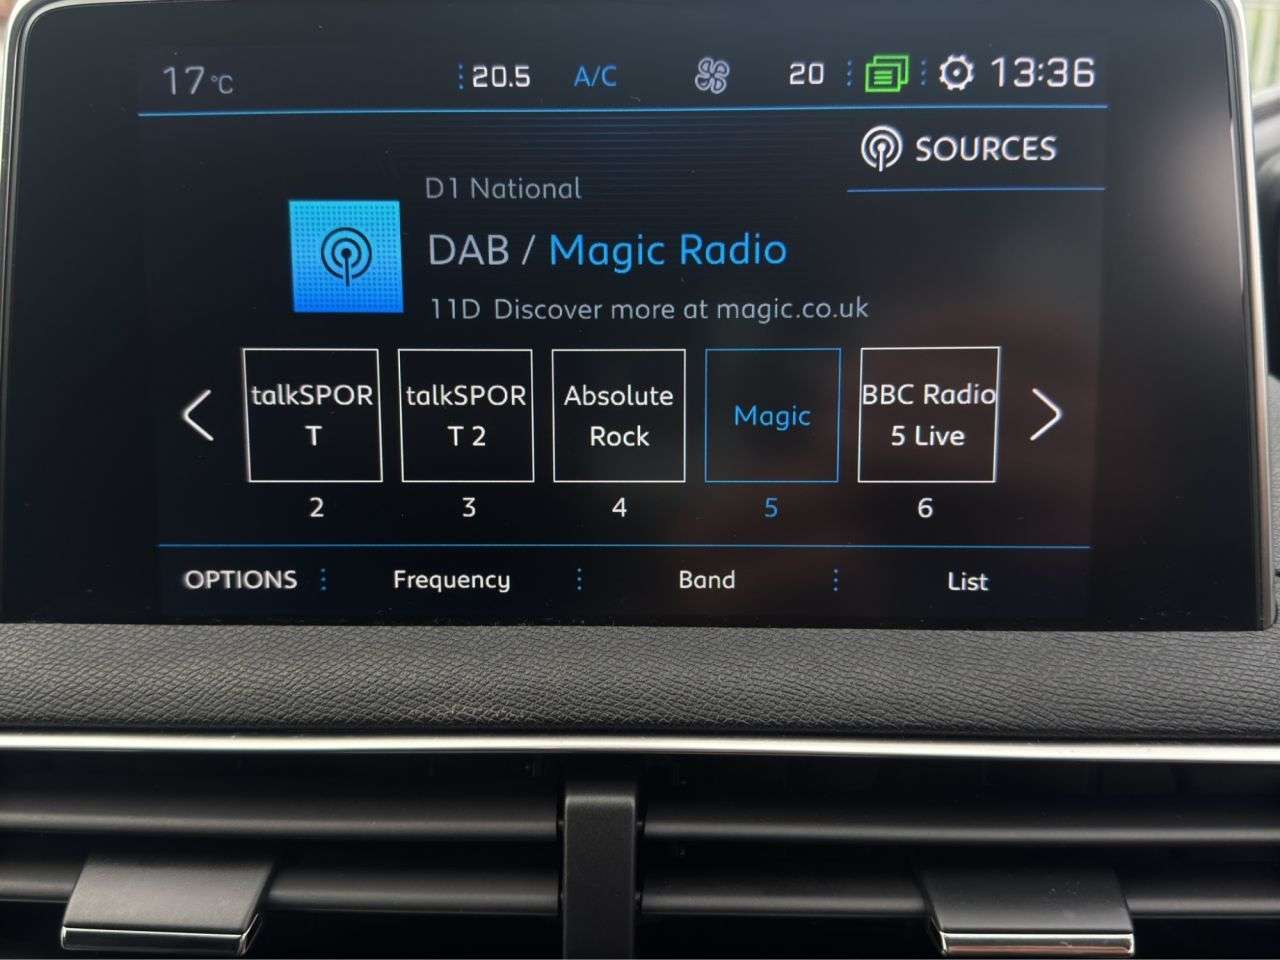 17 °C 20.5 A/C 20 13:36
SOURCES
D1 National
DAB / Magic Radio
11D Discover more at magic.co.uk
talkSPOR
T
talkSPOR
T 2
Absolute
Rock
Magic
BBC Radio
5 Live
2 3 4 5 6
OPTIONS Frequency Band List